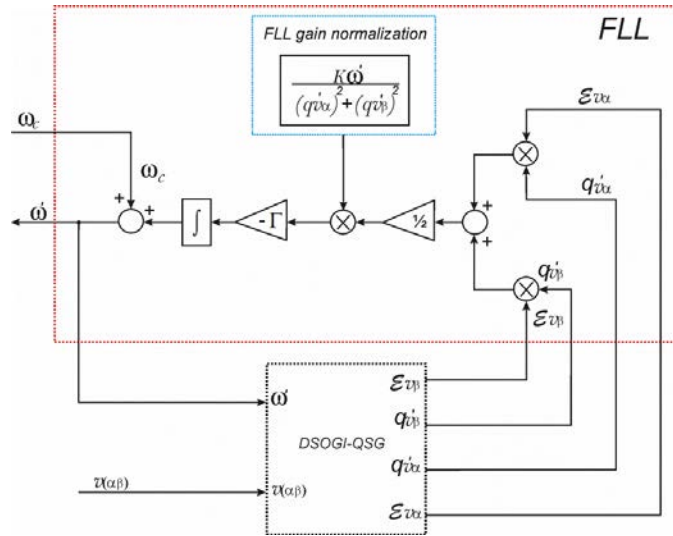 FLL
FLL gain normalization
Kω'
(qv'α)² + (qv'β)²
ωc
ωc
εvα
qv'α
+
+
ω'
∫
-Γ
×
½
+
+
×
×
qv'β
εvβ
ω'
DSOGI-QSG
v(αβ)
v(αβ)
εvβ
qv'β
qv'α
εvα